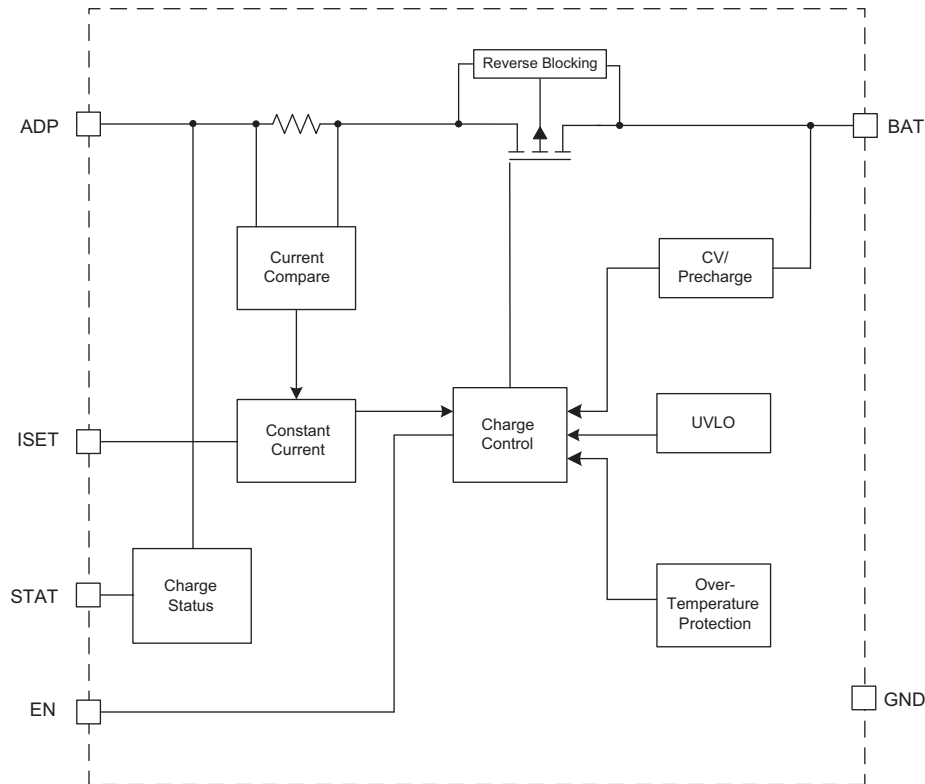 Reverse Blocking
ADP
BAT
Current
Compare
CV/
Precharge
ISET
Constant
Current
Charge
Control
UVLO
STAT
Charge
Status
Over-
Temperature
Protection
EN
GND